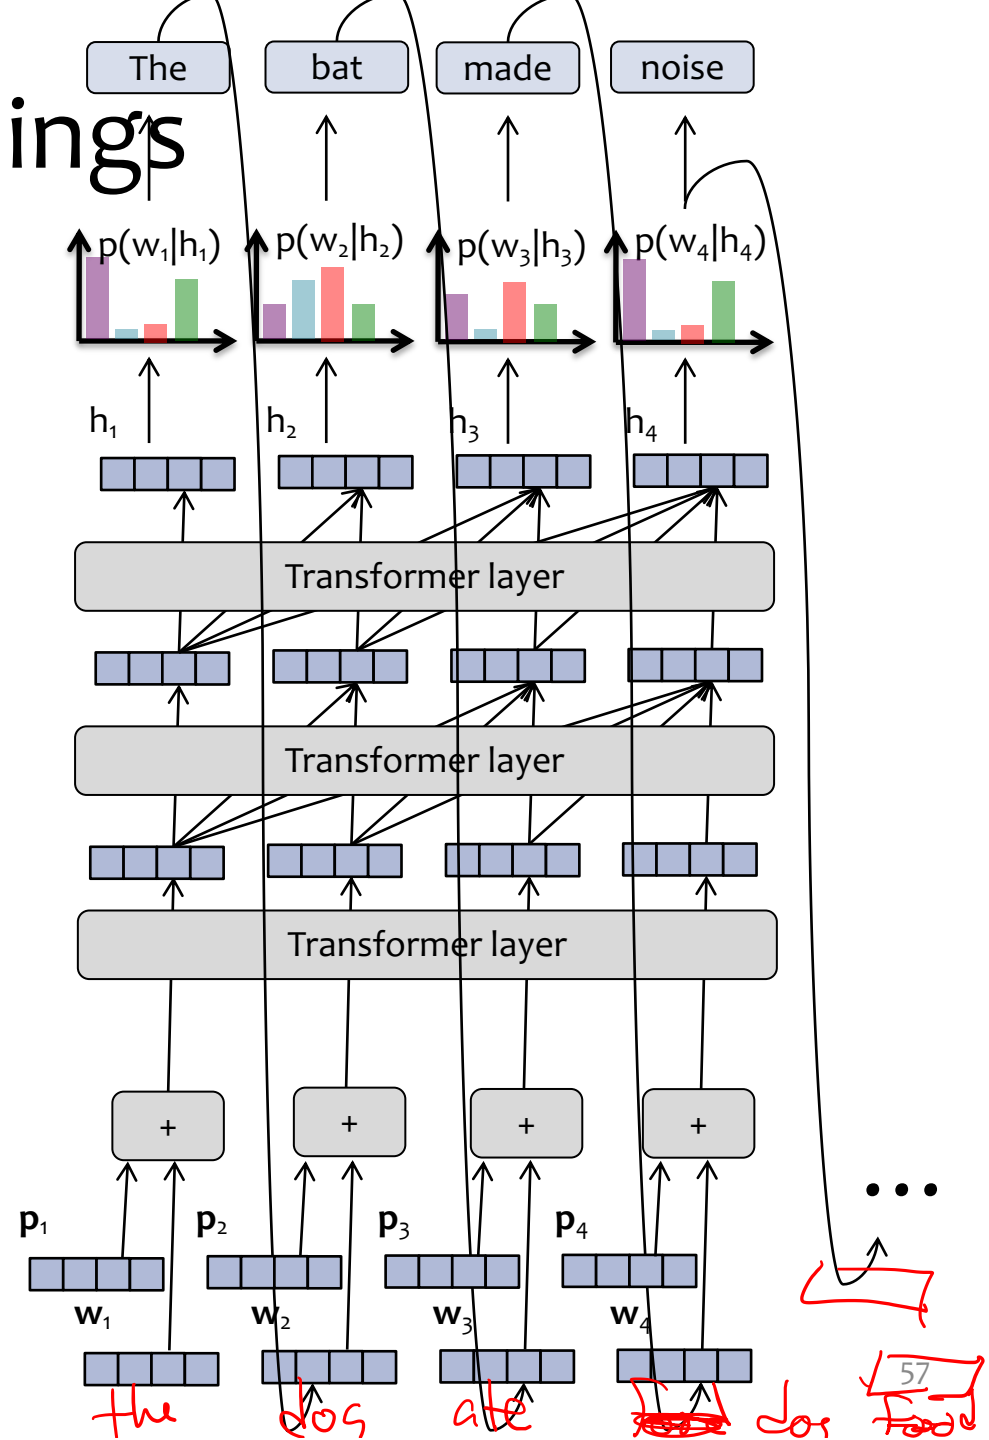 The bat made noise
ings
p(w₁|h₁) p(w₂|h₂) p(w₃|h₃) p(w₄|h₄)
h₁ h₂ h₃ h₄
Transformer layer
Transformer layer
Transformer layer
+ + + +
...
p₁ p₂ p₃ p₄
w₁ w₂ w₃ w₄
57
the dog ate dog food